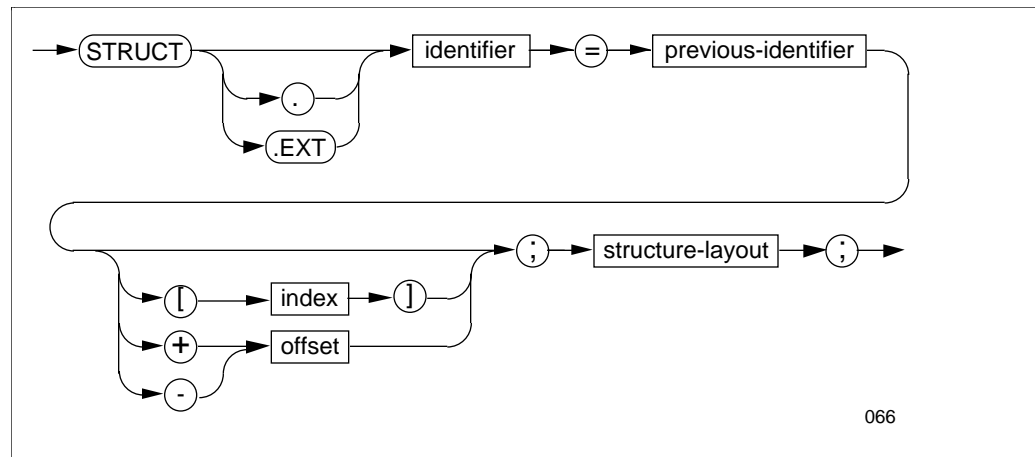 STRUCT identifier = previous-identifier
.
.EXT
; structure-layout ;
[ index ]
+ offset
-
066